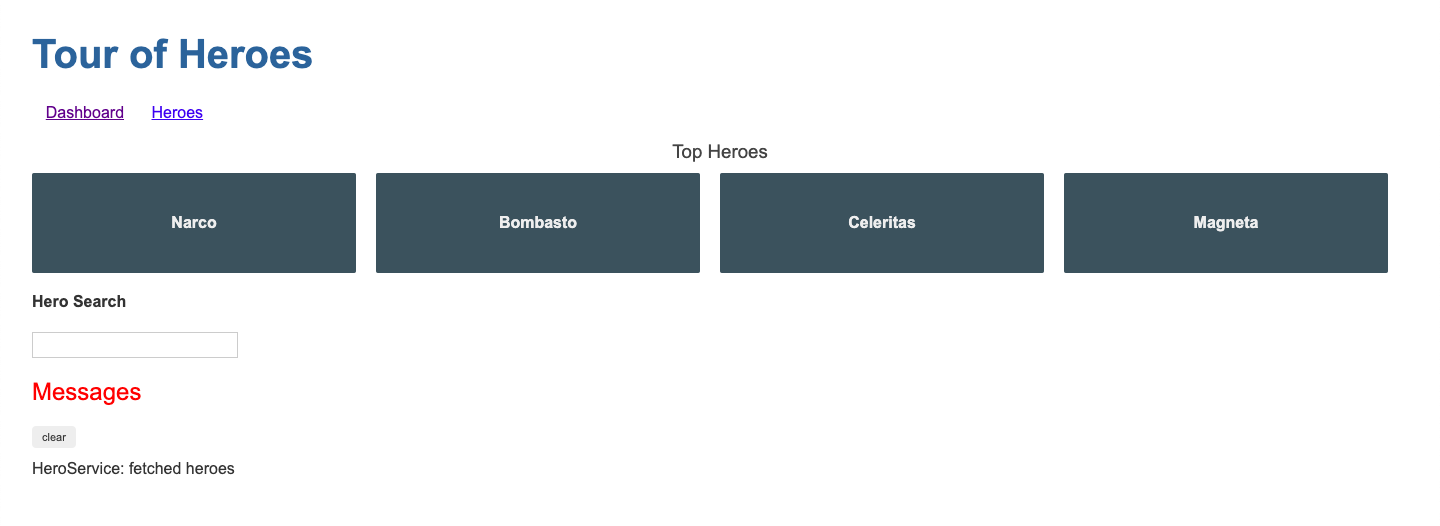 Tour of Heroes
Dashboard Heroes
Top Heroes
Narco Bombasto Celeritas Magneta
Hero Search
Messages
clear
HeroService: fetched heroes